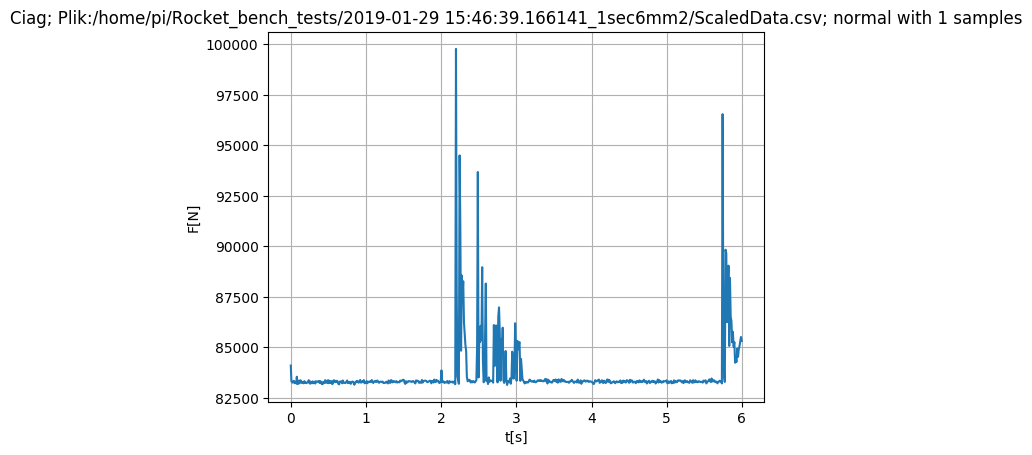 Ciag; Plik:/home/pi/Rocket_bench_tests/2019-01-29 15:46:39.166141_1sec6mm2/ScaledData.csv; normal with 1 samples
100000
97500
95000
92500
90000
87500
85000
82500
F[N]
0 1 2 3 4 5 6
t[s]